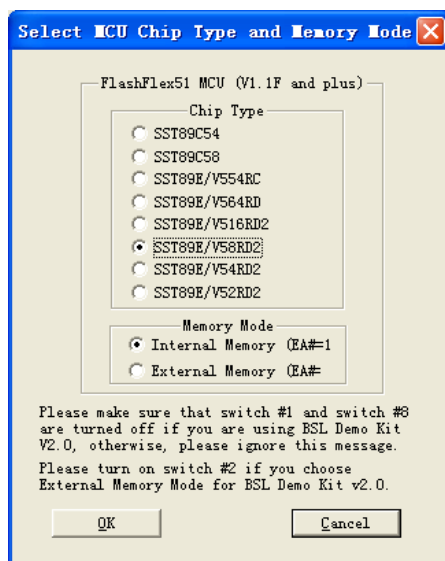 Select MCU Chip Type and Memory Mode
FlashFlex51 MCU (V1.1F and plus)
Chip Type
SST89C54
SST89C58
SST89E/V554RC
SST89E/V564RD
SST89E/V516RD2
SST89E/V58RD2
SST89E/V54RD2
SST89E/V52RD2
Memory Mode
Internal Memory (EA#=1
External Memory (EA#=
Please make sure that switch #1 and switch #8
are turned off if you are using BSL Demo Kit
V2.0, otherwise, please ignore this message.
Please turn on switch #2 if you choose
External Memory Mode for BSL Demo Kit v2.0.
OK
Cancel